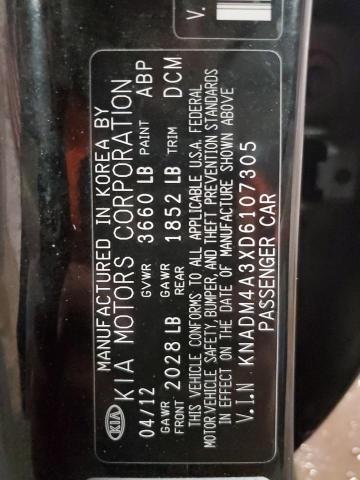 MANUFACTURED IN KOREA BY
KIA KIA MOTORS CORPORATION
04/12 GVWR 3660 LB PAINT ABP
GAWR FRONT 2028 LB GAWR REAR 1852 LB TRIM DCM
THIS VEHICLE CONFORMS TO ALL APPLICABLE U.S.A. FEDERAL
MOTOR VEHICLE SAFETY, BUMPER, AND THEFT PREVENTION STANDARDS
IN EFFECT ON THE DATE OF MANUFACTURE SHOWN ABOVE
V.I.N KNADM4A3XD6107305
PASSENGER CAR
V.